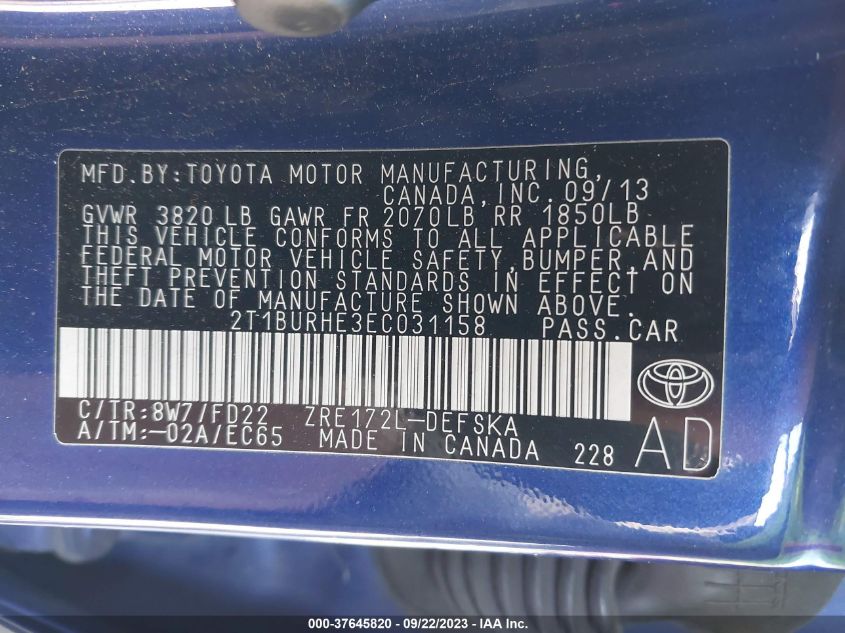 MFD.BY:TOYOTA MOTOR MANUFACTURING,
CANADA,INC. 09/13
GVWR 3820 LB GAWR FR 2070LB RR 1850LB
THIS VEHICLE CONFORMS TO ALL APPLICABLE
FEDERAL MOTOR VEHICLE SAFETY,BUMPER,AND
THEFT PREVENTION STANDARDS IN EFFECT ON
THE DATE OF MANUFACTURE SHOWN ABOVE.
2T1BURHE3EC031158 PASS.CAR
C/TR:8W7/FD22 ZRE172L-DEFSKA
A/TM:-02A/EC65 MADE IN CANADA 228 AD
000-37645820 - 09/22/2023 - IAA Inc.